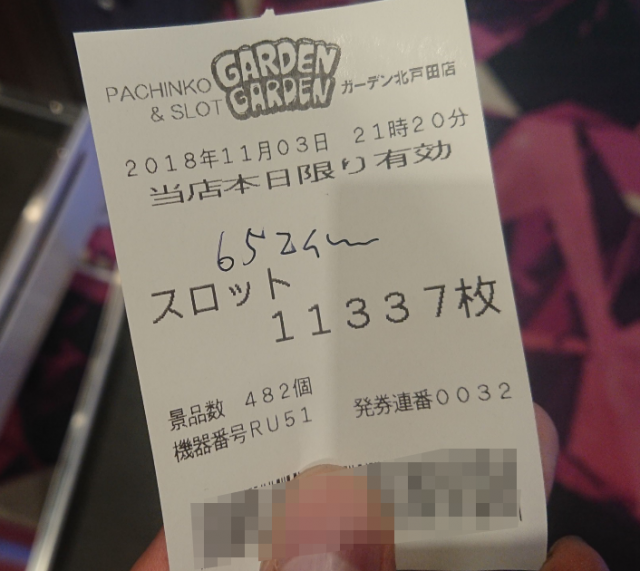 PACHINKO & SLOT
GARDEN GARDEN
ガーデン北戸田店
2018年11月03日 21時20分
当店本日限り有効
スロット
11337枚
景品数 482個
機器番号RU51 発券連番0032